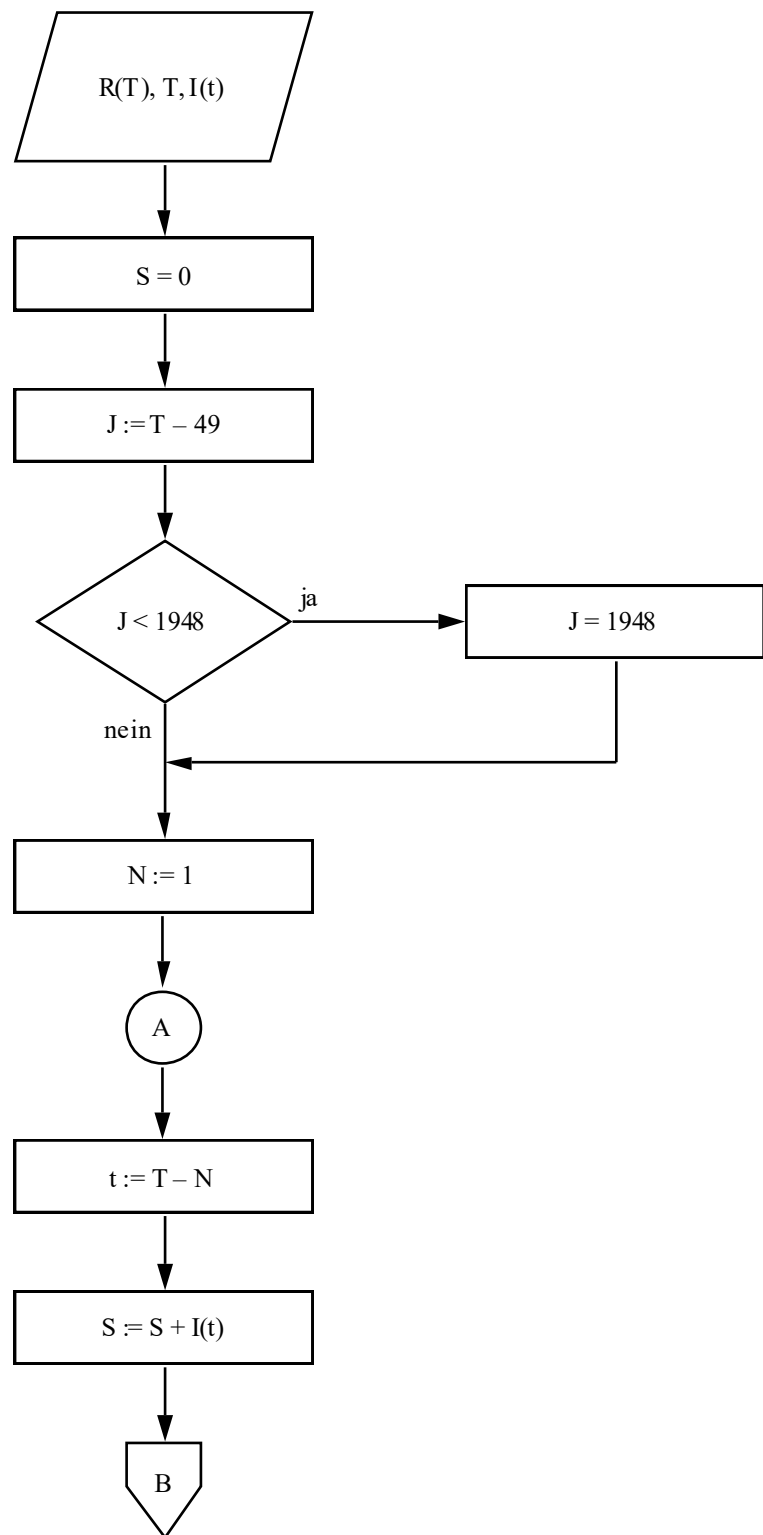 R(T), T, I(t)
S = 0
J := T – 49
J < 1948
ja
J = 1948
nein
N := 1
A
t := T – N
S := S + I(t)
B